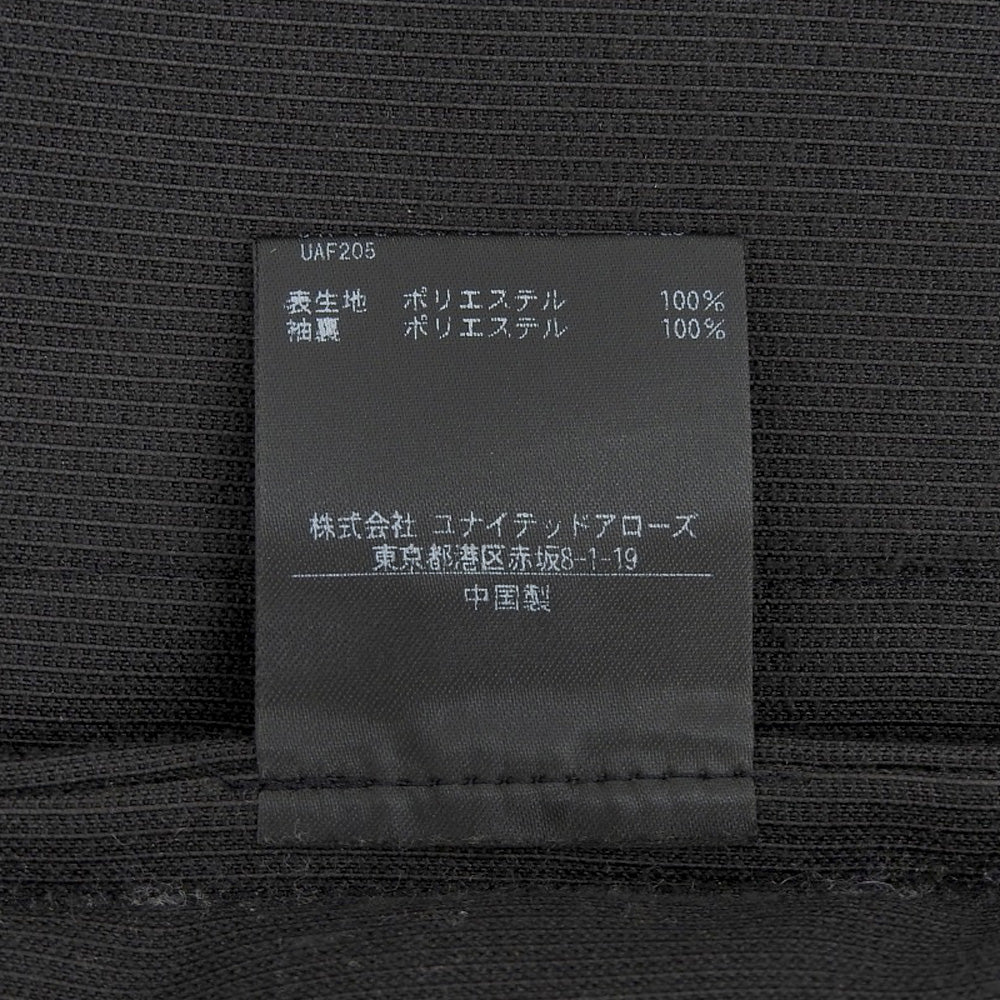 UAF205
表生地 ポリエステル 100%
袖裏 ポリエステル 100%
株式会社 ユナイテッドアローズ
東京都港区赤坂8-1-19
中国製